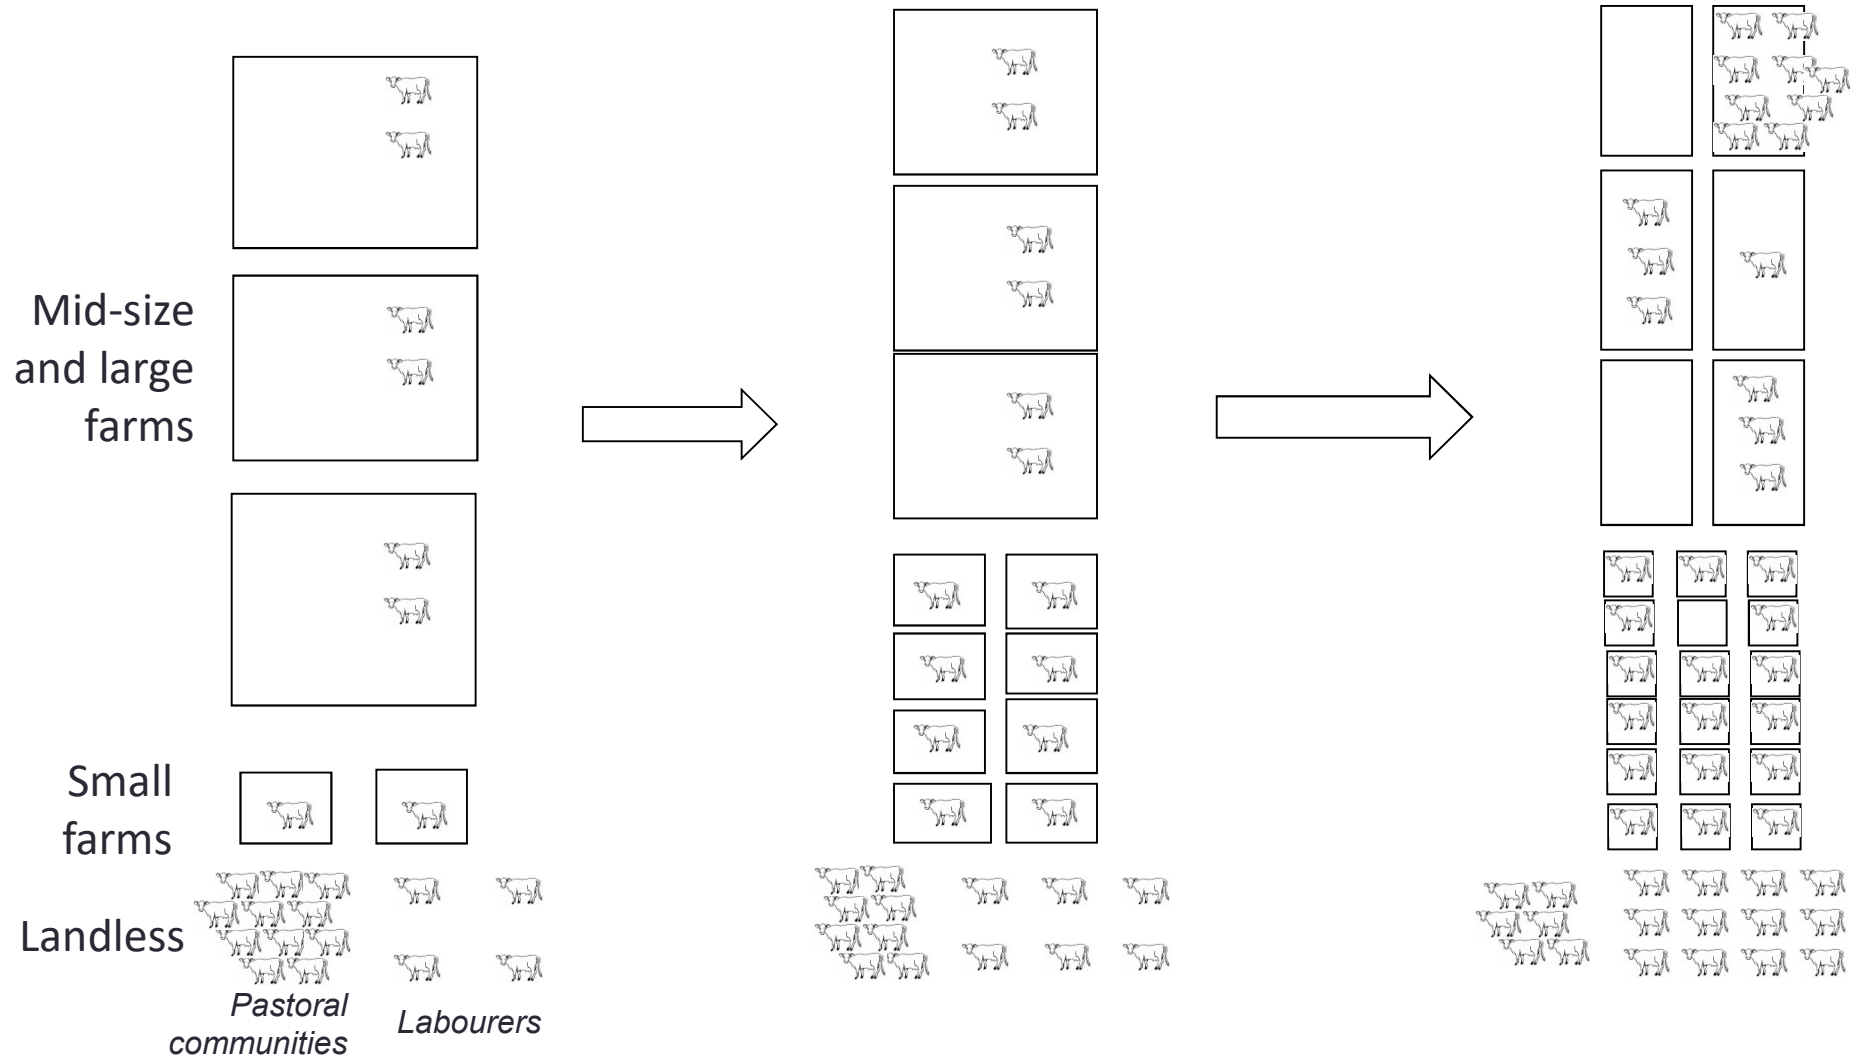 Mid-size
and large
farms
Small
farms
Landless
Pastoral
communities
Labourers